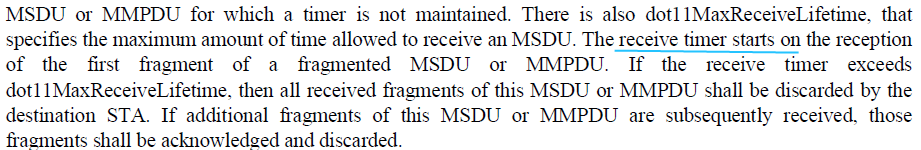 MSDU or MMPDU for which a timer is not maintained. There is also dot11MaxReceiveLifetime, that
specifies the maximum amount of time allowed to receive an MSDU. The receive timer starts on the reception
of the first fragment of a fragmented MSDU or MMPDU. If the receive timer exceeds
dot11MaxReceiveLifetime, then all received fragments of this MSDU or MMPDU shall be discarded by the
destination STA. If additional fragments of this MSDU or MMPDU are subsequently received, those
fragments shall be acknowledged and discarded.